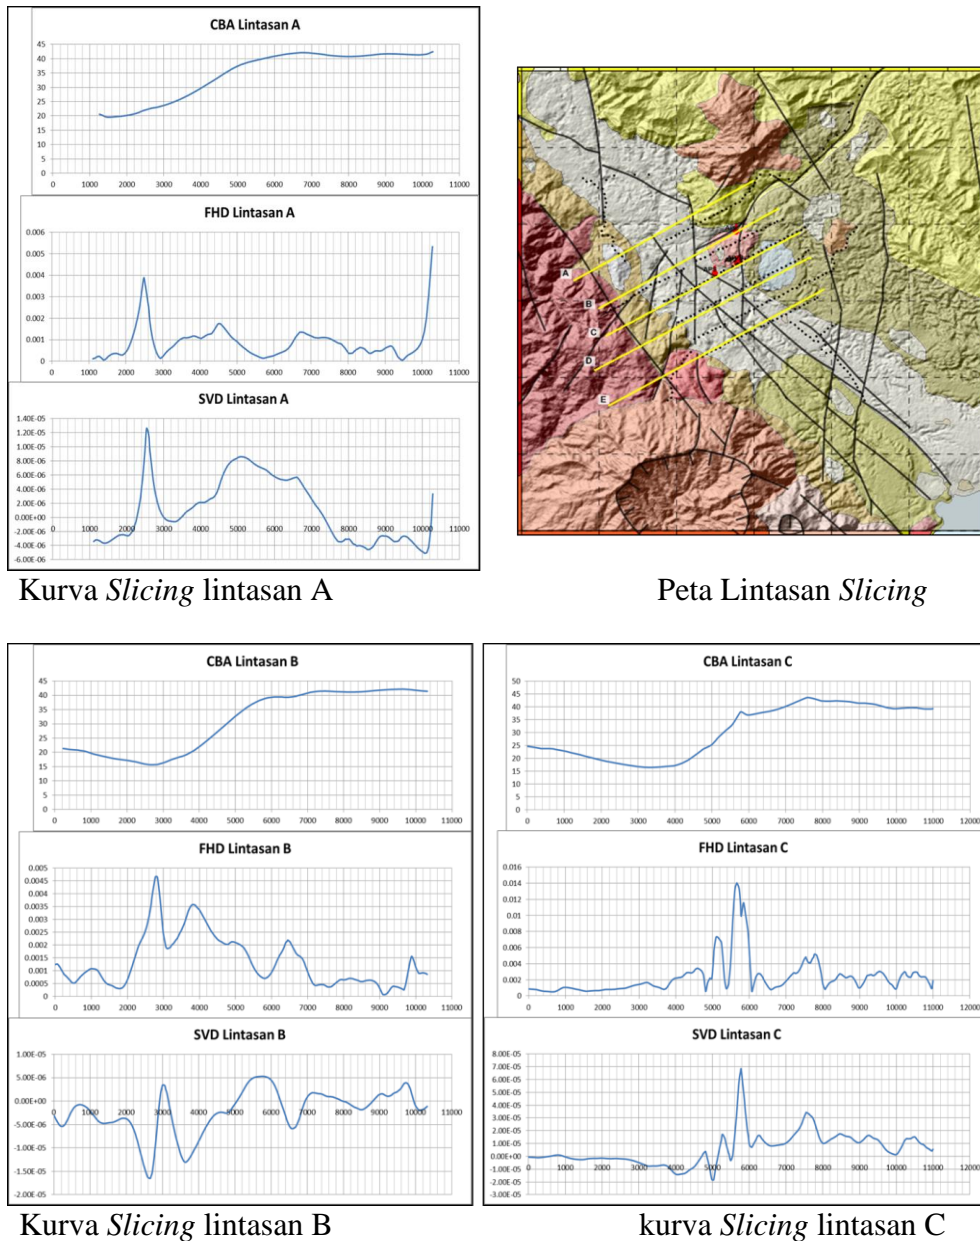 CBA Lintasan A
45
40
35
30
25
20
15
10
5
0
0 1000 2000 3000 4000 5000 6000 7000 8000 9000 10000 11000
FHD Lintasan A
0.006
0.005
0.004
0.003
0.002
0.001
0
0 1000 2000 3000 4000 5000 6000 7000 8000 9000 10000 11000
SVD Lintasan A
1.40E-05
1.20E-05
1.00E-05
8.00E-06
6.00E-06
4.00E-06
2.00E-06
0.00E+00
-2.00E-06
-4.00E-06
-6.00E-06
0 1000 2000 3000 4000 5000 6000 7000 8000 9000 10000 11000
A
B
C
D
E
Kurva Slicing lintasan A
Peta Lintasan Slicing
CBA Lintasan B
45
40
35
30
25
20
15
10
5
0
0 1000 2000 3000 4000 5000 6000 7000 8000 9000 10000 11000
FHD Lintasan B
0.005
0.0045
0.004
0.0035
0.003
0.0025
0.002
0.0015
0.001
0.0005
0
0 1000 2000 3000 4000 5000 6000 7000 8000 9000 10000 11000
SVD Lintasan B
1.00E-05
5.00E-06
0.00E+00
-5.00E-06
-1.00E-05
-1.50E-05
-2.00E-05
0 1000 2000 3000 4000 5000 6000 7000 8000 9000 10000 11000
CBA Lintasan C
50
45
40
35
30
25
20
15
10
5
0
0 1000 2000 3000 4000 5000 6000 7000 8000 9000 10000 11000 12000
FHD Lintasan C
0.016
0.014
0.012
0.01
0.008
0.006
0.004
0.002
0
0 1000 2000 3000 4000 5000 6000 7000 8000 9000 10000 11000 12000
SVD Lintasan C
8.00E-05
7.00E-05
6.00E-05
5.00E-05
4.00E-05
3.00E-05
2.00E-05
1.00E-05
0.00E+00
-1.00E-05
-2.00E-05
-3.00E-05
0 1000 2000 3000 4000 5000 6000 7000 8000 9000 10000 11000 12000
Kurva Slicing lintasan B
kurva Slicing lintasan C